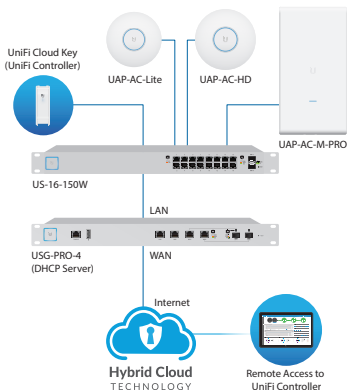 UniFi Cloud Key
(UniFi Controller)
UAP-AC-Lite
UAP-AC-HD
UAP-AC-M-PRO
US-16-150W
LAN
USG-PRO-4
(DHCP Server)
WAN
Internet
Hybrid Cloud
TECHNOLOGY
Remote Access to
UniFi Controller